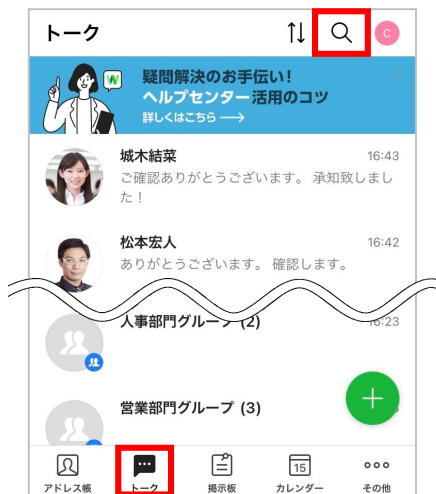 トーク
C
W
疑問解決のお手伝い!
ヘルプセンター活用のコツ
詳しくはこちら →
城木結菜
16:43
ご確認ありがとうございます。 承知致しまし
た！
松本宏人
16:42
ありがとうございます。 確認します。
人事部門グループ (2)
16:23
営業部門グループ (3)
15
アドレス帳
トーク
掲示板
カレンダー
その他